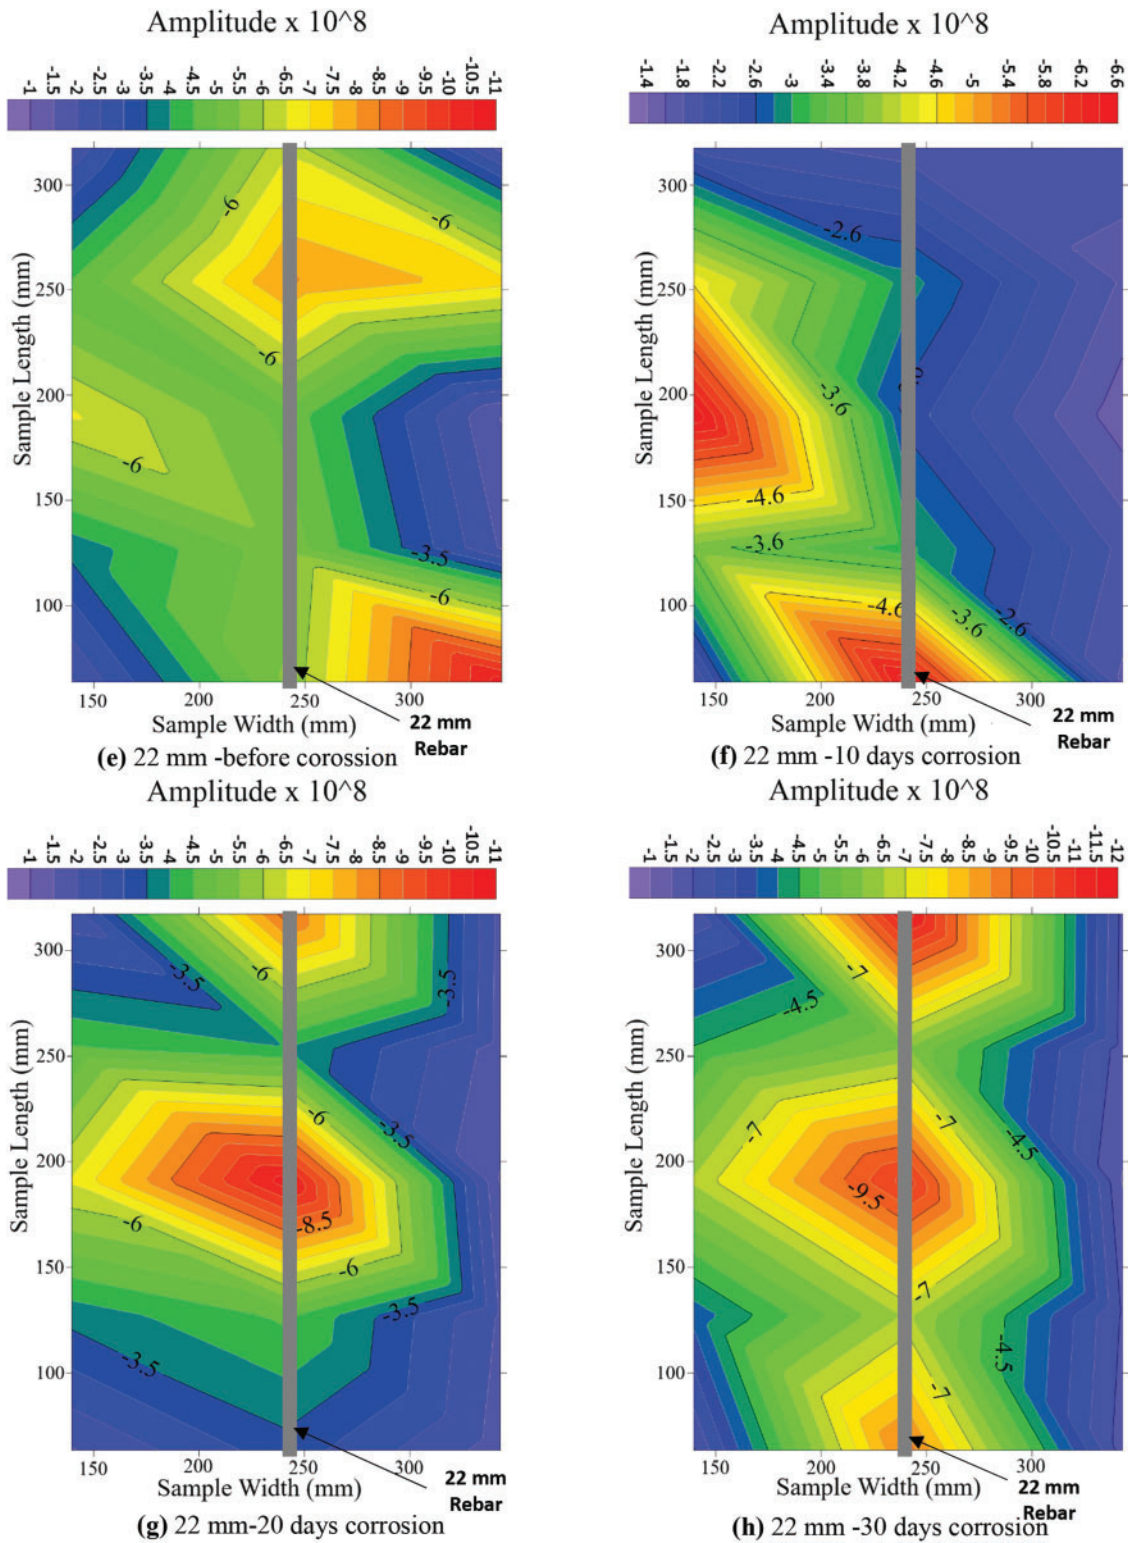 Amplitude x 10^8
-1 -1.5 -2 -2.5 -3 -3.5 -4 -4.5 -5 -5.5 -6 -6.5 -7 -7.5 -8 -8.5 -9 -9.5 -10 -10.5 -11
300
250
200
150
100
Sample Length (mm)
-6
-6
-6
-6
-3.5
-6
150 200 250 300
Sample Width (mm)
22 mm
Rebar
(e) 22 mm -before corossion
Amplitude x 10^8
-1.4 -1.8 -2.2 -2.6 -3 -3.4 -3.8 -4.2 -4.6 -5 -5.4 -5.8 -6.2 -6.6
300
250
200
150
100
Sample Length (mm)
-2.6
-3.6
-4.6
-3.6
-4.6
-3.6
-2.6
150 200 250 300
Sample Width (mm)
22 mm
Rebar
(f) 22 mm -10 days corrosion
Amplitude x 10^8
-1 -1.5 -2 -2.5 -3 -3.5 -4 -4.5 -5 -5.5 -6 -6.5 -7 -7.5 -8 -8.5 -9 -9.5 -10 -10.5 -11
300
250
200
150
100
Sample Length (mm)
-3.5
-6
-3.5
-6
-3.5
-6
-8.5
-6
-3.5
-3.5
150 200 250 300
Sample Width (mm)
22 mm
Rebar
(g) 22 mm-20 days corrosion
Amplitude x 10^8
-1 -1.5 -2 -2.5 -3 -3.5 -4 -4.5 -5 -5.5 -6 -6.5 -7 -7.5 -8 -8.5 -9 -9.5 -10 -10.5 -11 -11.5 -12
300
250
200
150
100
Sample Length (mm)
-7
-4.5
-7
-7
-4.5
-9.5
-7
-4.5
-7
150 200 250 300
Sample Width (mm)
22 mm
Rebar
(h) 22 mm -30 days corrosion